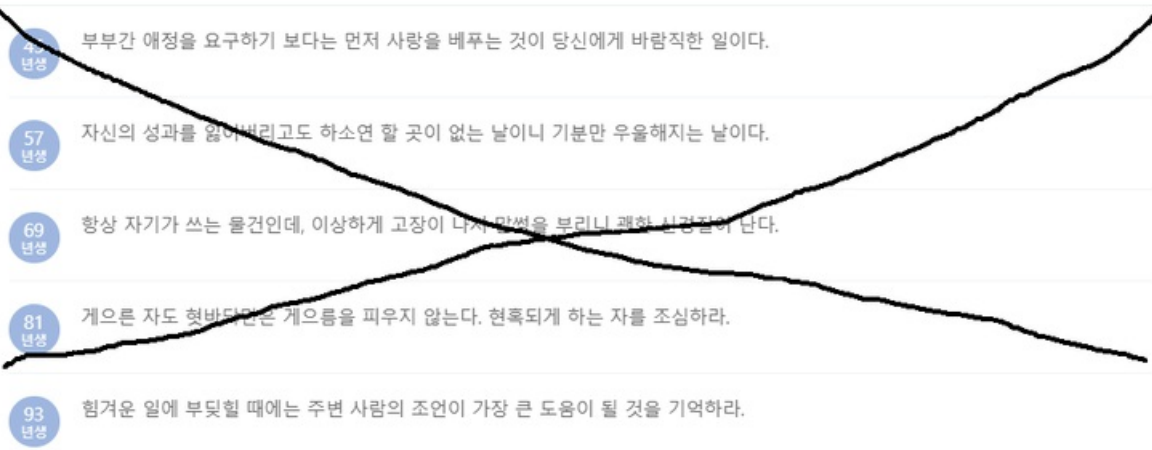 45
년생
부부간 애정을 요구하기 보다는 먼저 사랑을 베푸는 것이 당신에게 바람직한 일이다.
57
년생
자신의 성과를 잃어버리고도 하소연 할 곳이 없는 날이니 기분만 우울해지는 날이다.
69
년생
항상 자기가 쓰는 물건인데, 이상하게 고장이 나서 말썽을 부리니 괜한 신경질이 난다.
81
년생
게으른 자도 혓바닥만은 게으름을 피우지 않는다. 현혹되게 하는 자를 조심하라.
93
년생
힘겨운 일에 부딪힐 때에는 주변 사람의 조언이 가장 큰 도움이 될 것을 기억하라.